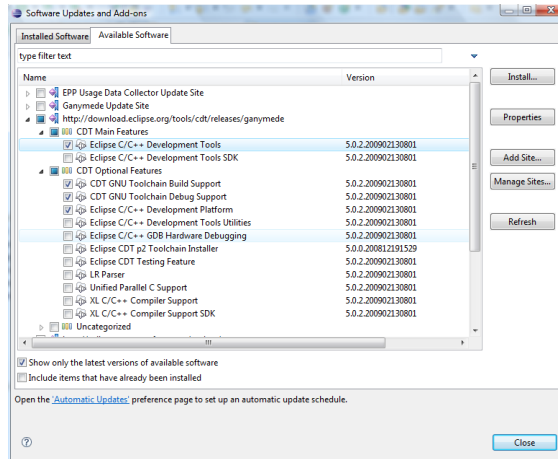 Software Updates and Add-ons
Installed Software Available Software
type filter text
Name Version
EPP Usage Data Collector Update Site
Ganymede Update Site
http://download.eclipse.org/tools/cdt/releases/ganymede
CDT Main Features
Eclipse C/C++ Development Tools 5.0.2.200902130801
Eclipse C/C++ Development Tools SDK 5.0.2.200902130801
CDT Optional Features
CDT GNU Toolchain Build Support 5.0.2.200902130801
CDT GNU Toolchain Debug Support 5.0.2.200902130801
Eclipse C/C++ Development Platform 5.0.2.200902130801
Eclipse C/C++ Development Tools Utilities 5.0.2.200902130801
Eclipse C/C++ GDB Hardware Debugging 5.0.2.200902130801
Eclipse CDT p2 Toolchain Installer 5.0.0.200812191529
Eclipse CDT Testing Feature 5.0.2.200902130801
LR Parser 5.0.2.200902130801
Unified Parallel C Support 5.0.2.200902130801
XL C/C++ Compiler Support 5.0.2.200902130801
XL C/C++ Compiler Support SDK 5.0.2.200902130801
Uncategorized
Install...
Properties
Add Site...
Manage Sites...
Refresh
Show only the latest versions of available software
Include items that have already been installed
Open the 'Automatic Updates' preference page to set up an automatic update schedule.
Close